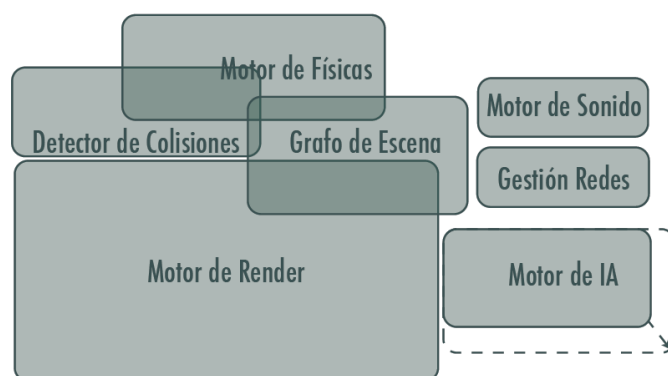 Motor de Físicas
Detector de Colisiones
Grafo de Escena
Motor de Sonido
Gestión Redes
Motor de Render
Motor de IA